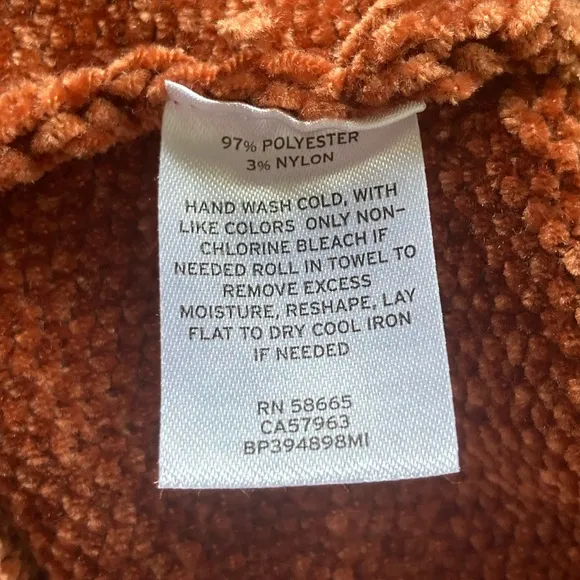 97% POLYESTER
3% NYLON
HAND WASH COLD, WITH
LIKE COLORS ONLY NON-
CHLORINE BLEACH IF
NEEDED ROLL IN TOWEL TO
REMOVE EXCESS
MOISTURE, RESHAPE, LAY
FLAT TO DRY COOL IRON
IF NEEDED
RN 58665
CA57963
BP394898MI